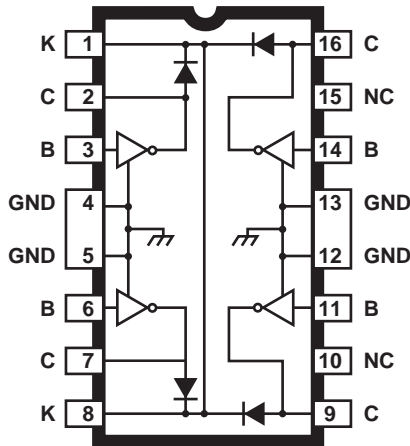 K 1 16 C
C 2 15 NC
B 3 14 B
GND 4 13 GND
GND 5 12 GND
B 6 11 B
C 7 10 NC
K 8 9 C